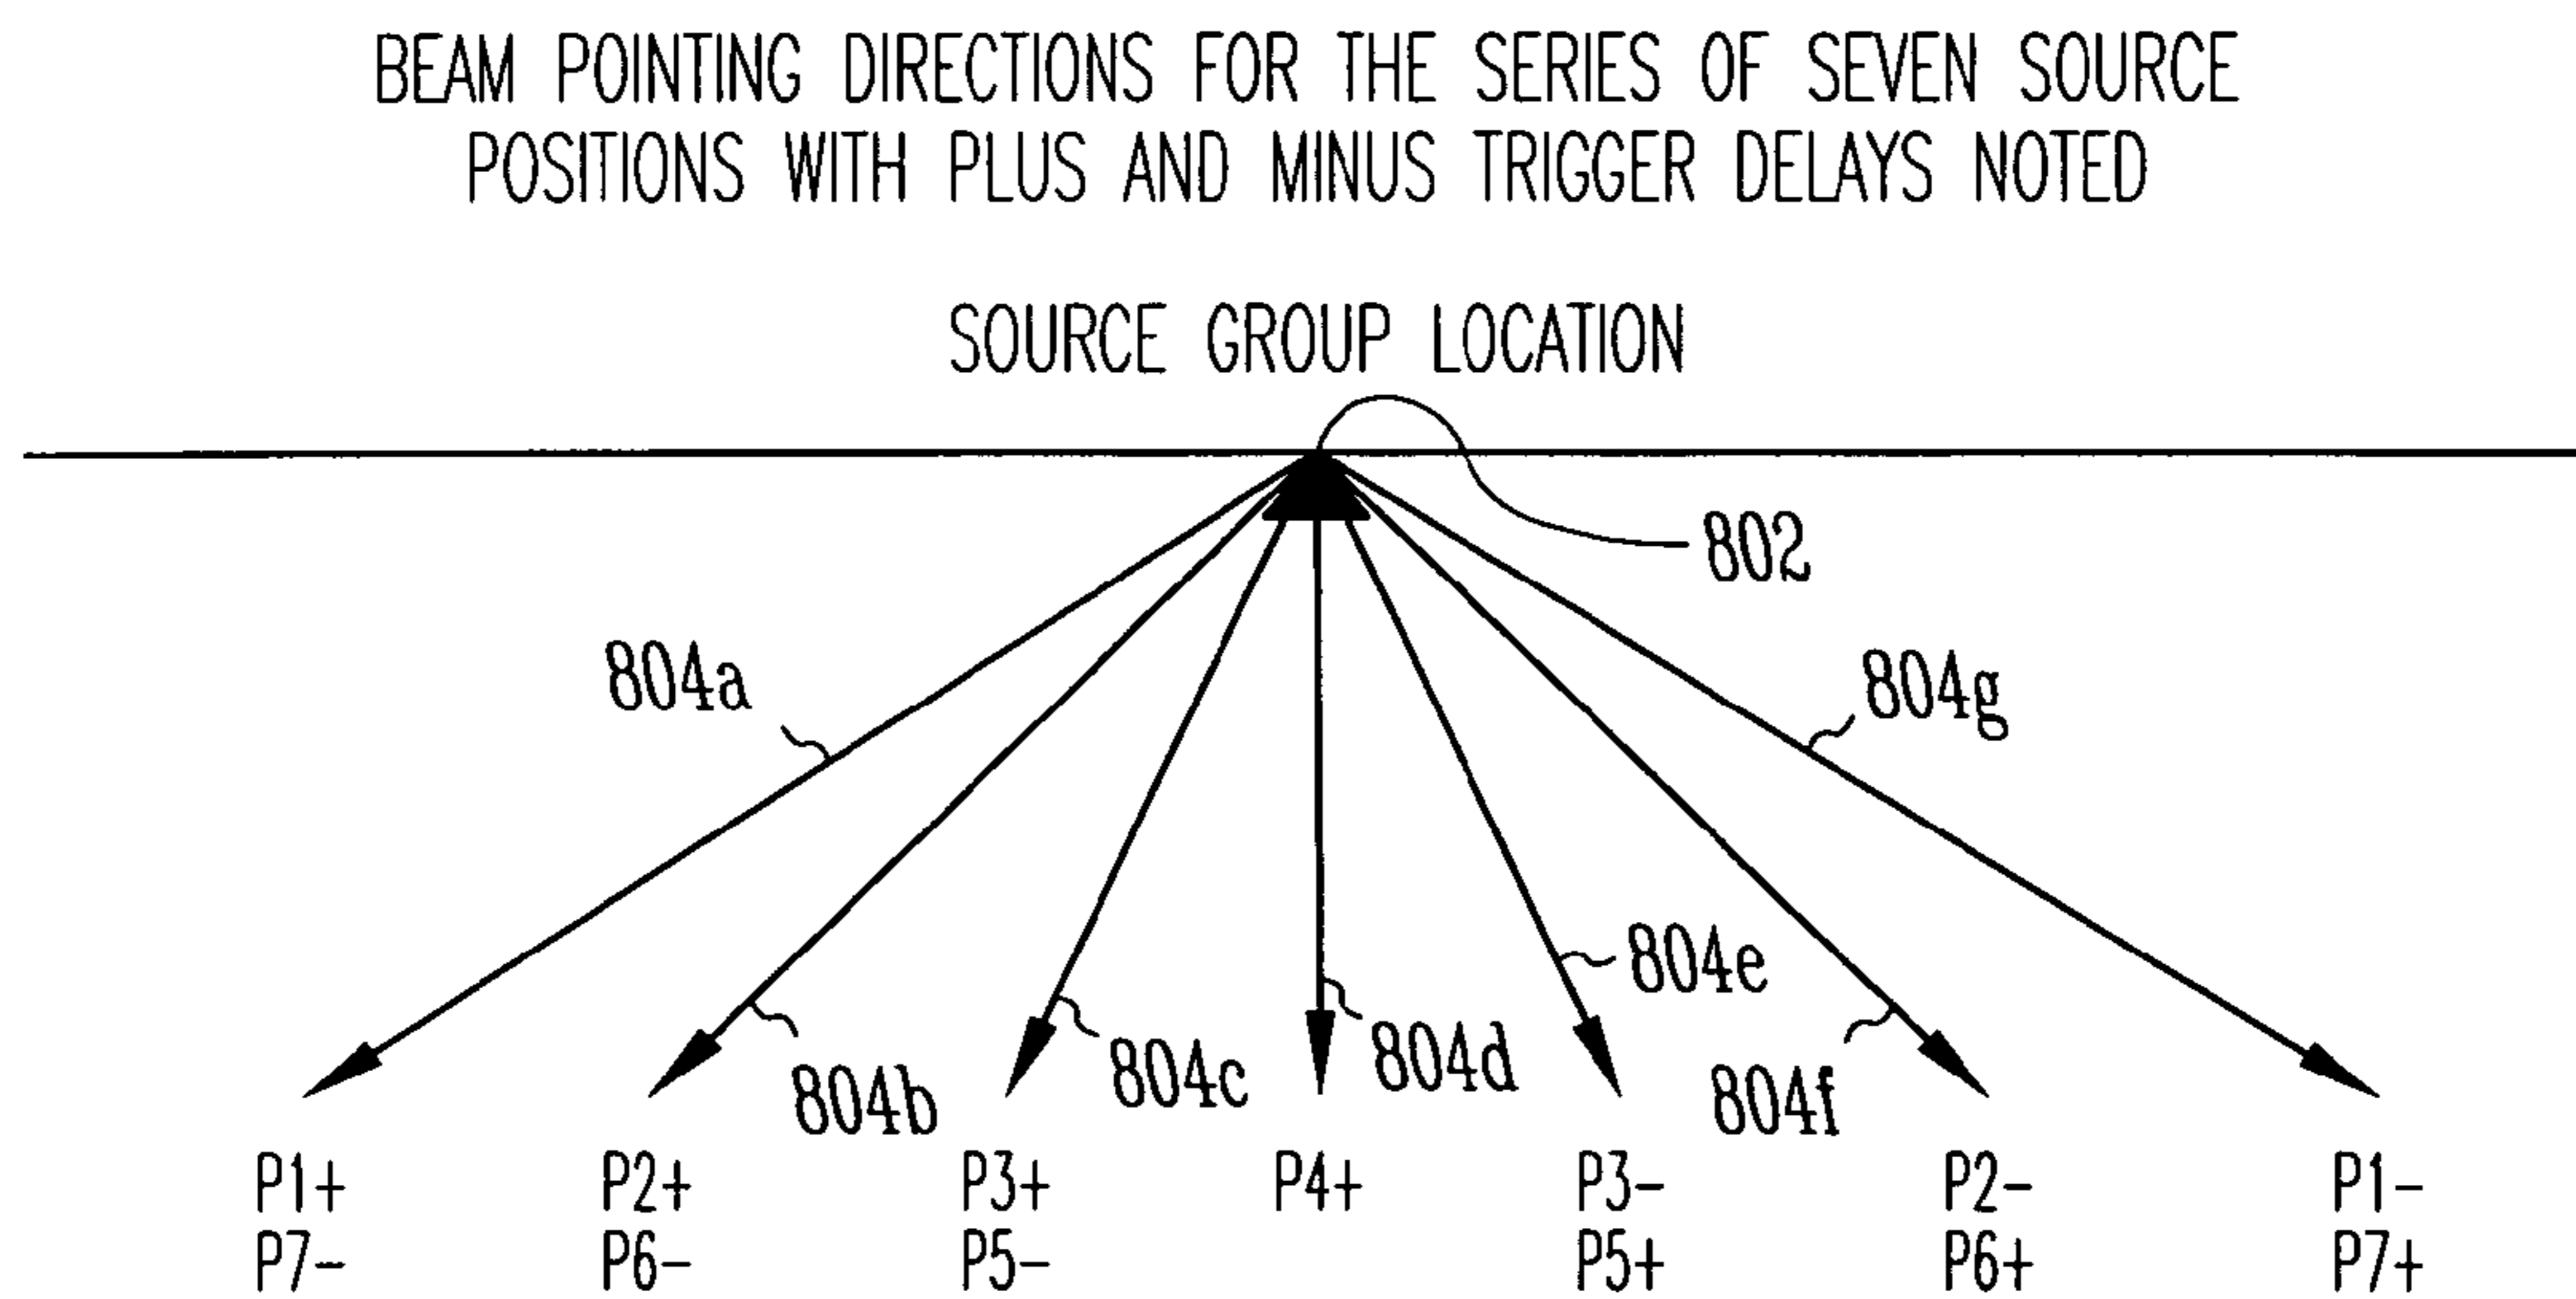 BEAM POINTING DIRECTIONS FOR THE SERIES OF SEVEN SOURCE
POSITIONS WITH PLUS AND MINUS TRIGGER DELAYS NOTED
SOURCE GROUP LOCATION
802
804a
804g
804e
804b
804c
804d
804f
P1+ P2+ P3+ P4+ P3- P2- P1-
P7- P6- P5- P5+ P6+ P7+